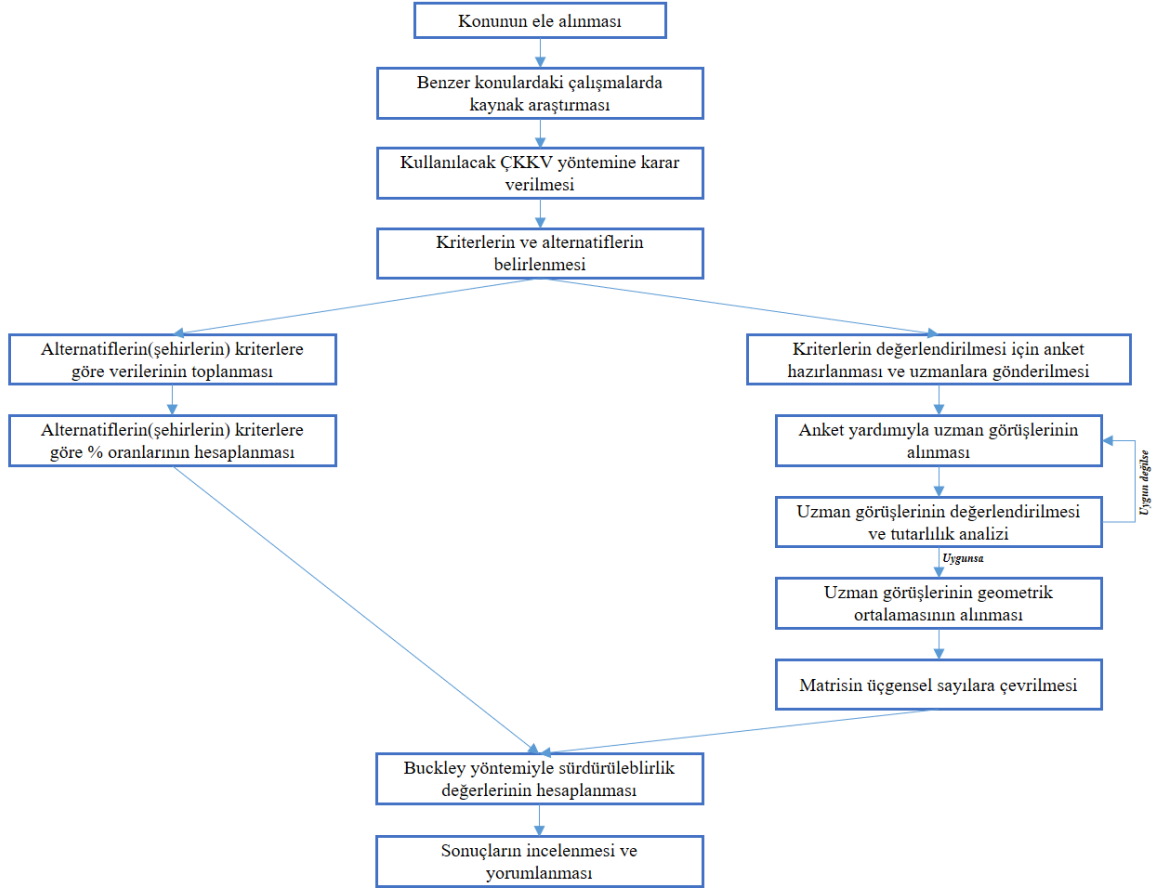 Konunun ele alınması
Benzer konulardaki çalışmalarda
kaynak araştırması
Kullanılacak ÇKKV yöntemine karar
verilmesi
Kriterlerin ve alternatiflerin
belirlenmesi
Alternatiflerin(şehirlerin) kriterlere
göre verilerinin toplanması
Alternatiflerin(şehirlerin) kriterlere
göre % oranlarının hesaplanması
Kriterlerin değerlendirilmesi için anket
hazırlanması ve uzmanlara gönderilmesi
Anket yardımıyla uzman görüşlerinin
alınması
Uygun değilse
Uzman görüşlerinin değerlendirilmesi
ve tutarlılık analizi
Uygunsa
Uzman görüşlerinin geometrik
ortalamasının alınması
Matrisin üçgensel sayılara çevrilmesi
Buckley yöntemiyle sürdürüleblirlik
değerlerinin hesaplanması
Sonuçların incelenmesi ve
yorumlanması